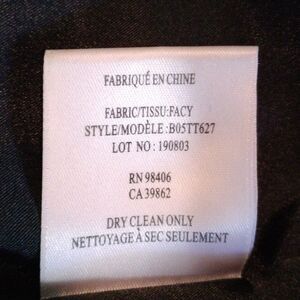 FABRIQUÉ EN CHINE
FABRIC/TISSU:FACY
STYLE/MODÈLE :B05TT627
LOT NO : 190803
RN 98406
CA 39862
DRY CLEAN ONLY
NETTOYAGE À SEC SEULEMENT